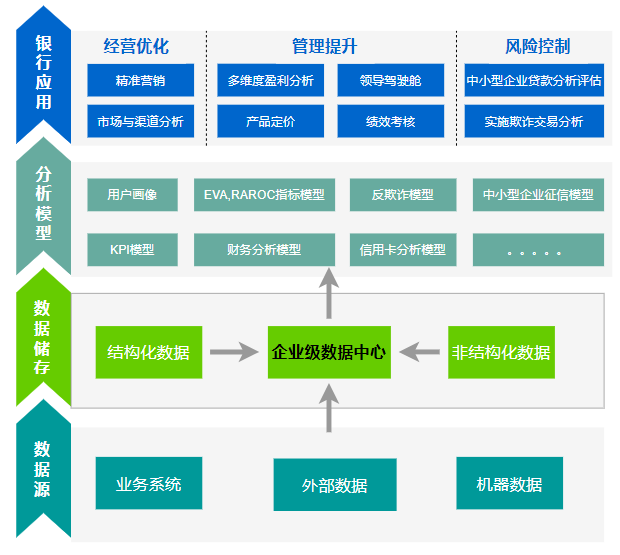 银行应用
经营优化
管理提升
风险控制
精准营销
多维度盈利分析
领导驾驶舱
中小型企业贷款分析评估
市场与渠道分析
产品定价
绩效考核
实施欺诈交易分析
分析模型
用户画像
EVA,RAROC指标模型
反欺诈模型
中小型企业征信模型
KPI模型
财务分析模型
信用卡分析模型
。。。。。
数据储存
结构化数据
企业级数据中心
非结构化数据
数据源
业务系统
外部数据
机器数据